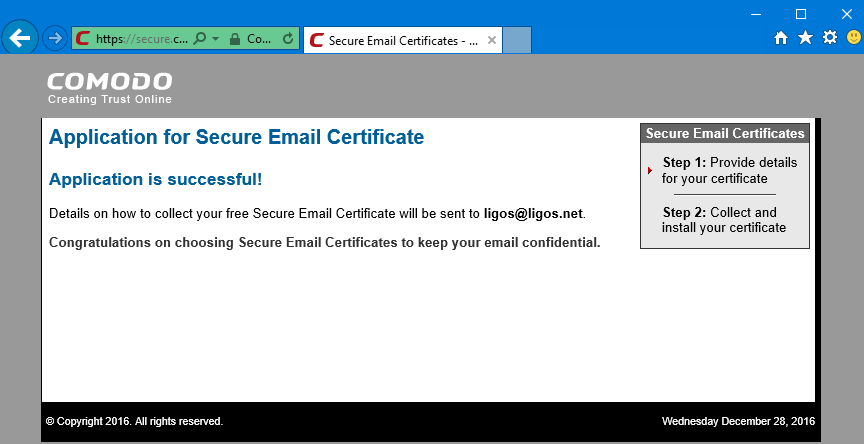 https://secure.c...
Co...
Secure Email Certificates - ...
COMODO
Creating Trust Online
Application for Secure Email Certificate
Application is successful!
Details on how to collect your free Secure Email Certificate will be sent to ligos@ligos.net.
Congratulations on choosing Secure Email Certificates to keep your email confidential.
Secure Email Certificates
Step 1: Provide details
for your certificate
Step 2: Collect and
install your certificate
© Copyright 2016. All rights reserved.
Wednesday December 28, 2016